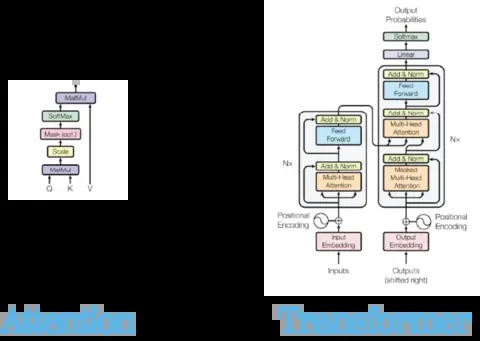 MatMul
SoftMax
Mask (opt.)
Scale
MatMul
Q K V
Attention
Output
Probabilities
Softmax
Linear
Add & Norm
Feed
Forward
Add & Norm
Multi-Head
Attention
Nx
Add & Norm
Masked
Multi-Head
Attention
Add & Norm
Feed
Forward
Nx
Add & Norm
Multi-Head
Attention
Positional
Encoding
Positional
Encoding
Input
Embedding
Output
Embedding
Inputs
Outputs
(shifted right)
Transformer